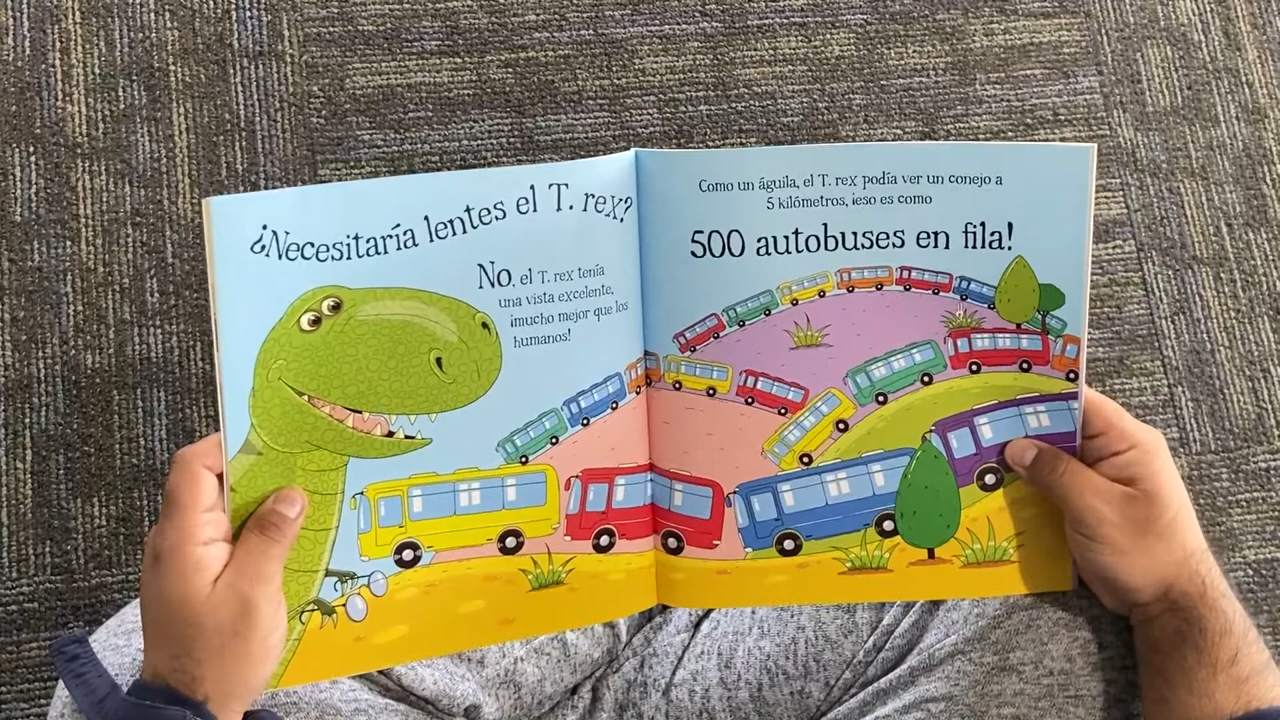 ¿Necesitaría lentes el T. rex?
No, el T. rex tenía
una vista excelente,
¡mucho mejor que los
humanos!
Como un águila, el T. rex podía ver un conejo a
5 kilómetros, ¡eso es como
500 autobuses en fila!